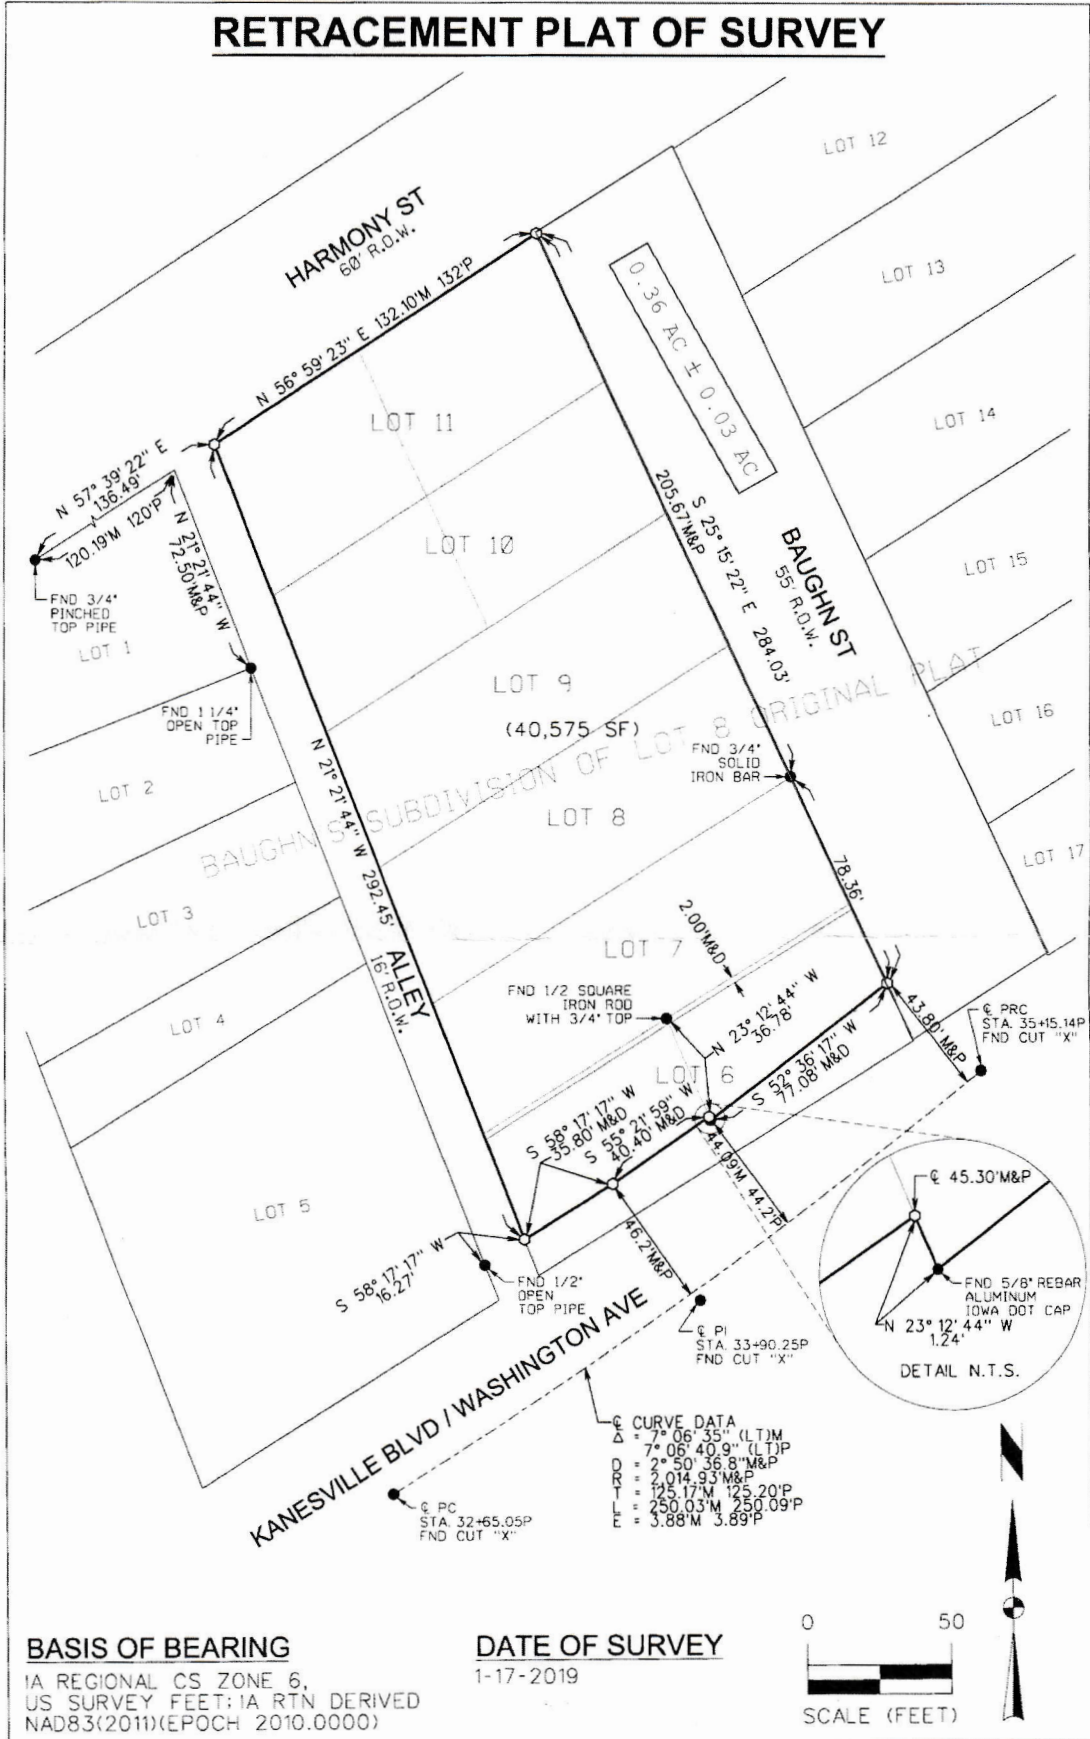 RETRACEMENT PLAT OF SURVEY
LOT 12
HARMONY ST
60' R.O.W.
LOT 13
0.36 AC ± 0.03 AC
N 56° 59' 23" E 132.10'M 132'P
LOT 11
LOT 14
N 57° 39' 22" E
136.49'
120.19'M 120'P
N 21° 21' 44" W
72.50'M&P
S 25° 15' 22" E 284.03'
205.67'M&P
LOT 10
BAUGHN ST
55' R.O.W.
LOT 15
FND 3/4"
PINCHED
TOP PIPE
LOT 1
LOT 9
(40,575 SF)
FND 1 1/4"
OPEN TOP
PIPE
LOT 16
FND 3/4"
SOLID
IRON BAR
BAUGHN'S SUBDIVISION OF LOT 8 ORIGINAL PLAT
LOT 2
LOT 8
N 21° 21' 44" W 292.45'
LOT 17
78.36'
LOT 3
2.00'M&D
LOT 7
ALLEY
16' R.O.W.
FND 1/2 SQUARE
IRON ROD
WITH 3/4" TOP
N 23° 12' 44" W
36.78'
LOT 4
43.80' M&P
℄ PRC
STA. 35+15.14P
FND CUT "X"
LOT 6
S 52° 36' 17" W
77.08' M&D
S 58° 17' 17" W
35.80' M&D
S 55° 21' 59" W
40.40' M&D
44.09'M 44.2'P
LOT 5
℄ 45.30'M&P
46.2'M&P
S 58° 17' 17" W
16.27'
FND 1/2"
OPEN
TOP PIPE
FND 5/8" REBAR
ALUMINUM
IOWA DOT CAP
N 23° 12' 44" W
1.24'
DETAIL N.T.S.
℄ PI
STA. 33+90.25P
FND CUT "X"
KANESVILLE BLVD / WASHINGTON AVE
℄ CURVE DATA
Δ = 7° 06' 35" (LT)M
7° 06' 40.9" (LT)P
D = 2° 50' 36.8"M&P
R = 2,014.93'M&P
T = 125.17'M 125.20'P
L = 250.03'M 250.09'P
E = 3.88'M 3.89'P
℄ PC
STA. 32+65.05P
FND CUT "X"
N
BASIS OF BEARING
IA REGIONAL CS ZONE 6,
US SURVEY FEET; IA RTN DERIVED
NAD83(2011)(EPOCH 2010.0000)
DATE OF SURVEY
1-17-2019
0 50
SCALE (FEET)